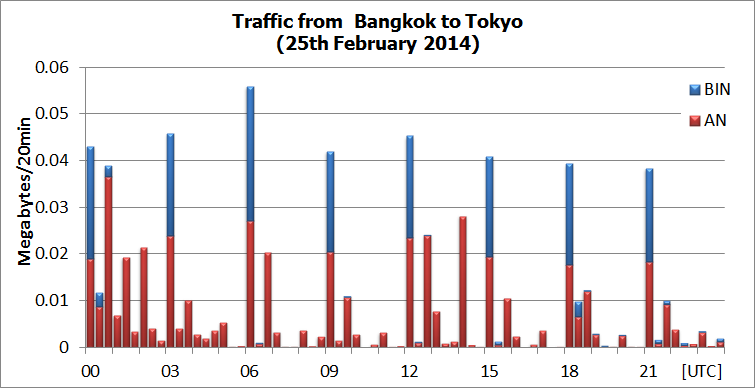 Traffic from  Bangkok to Tokyo
(25th February 2014)
0.06
0.05
0.04
0.03
0.02
0.01
0
Megabytes/20min
BIN
AN
00 03 06 09 12 15 18 21 [UTC]